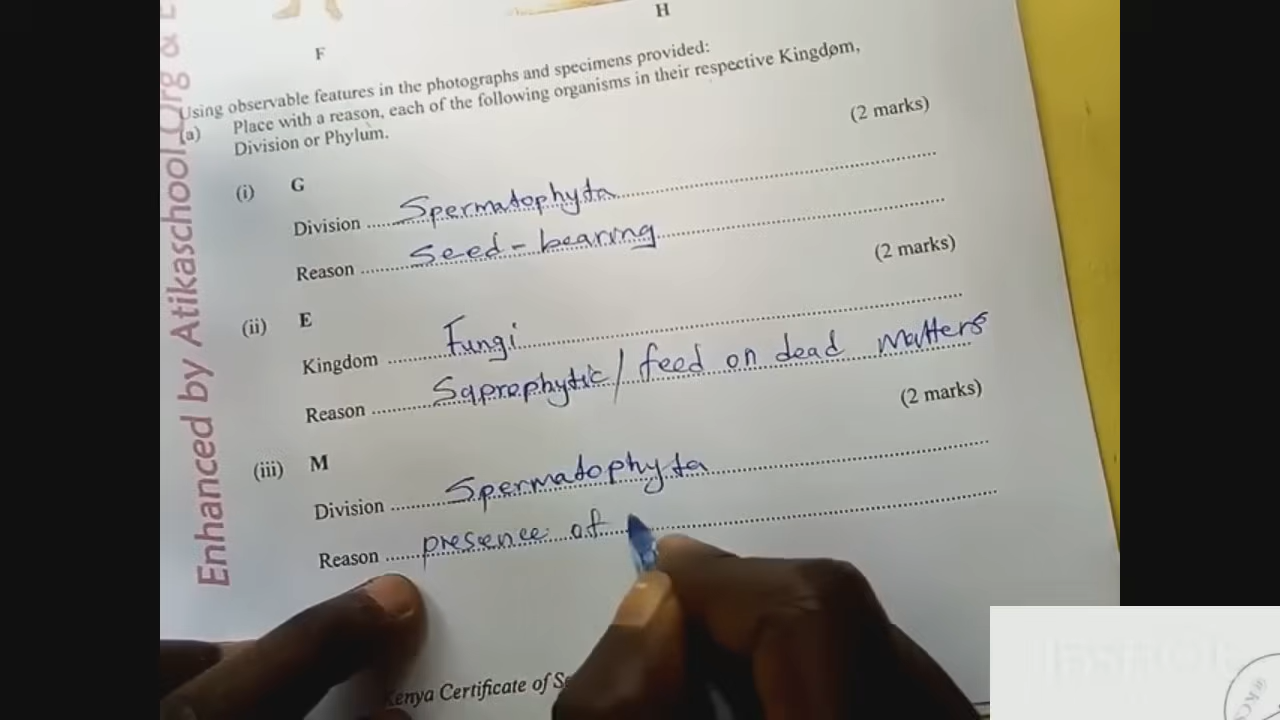 F
H
Using observable features in the photographs and specimens provided:
(a) Place with a reason, each of the following organisms in their respective Kingdom,
Division or Phylum.
(2 marks)
(i) G
Division Spermatophyta
Reason Seed-bearing
(2 marks)
(ii) E
Kingdom Fungi
Reason Saprophytic/feed on dead matters
(2 marks)
(iii) M
Division Spermatophyta
Reason presence of
Kenya Certificate of
Enhanced by Atikaschool.Org &